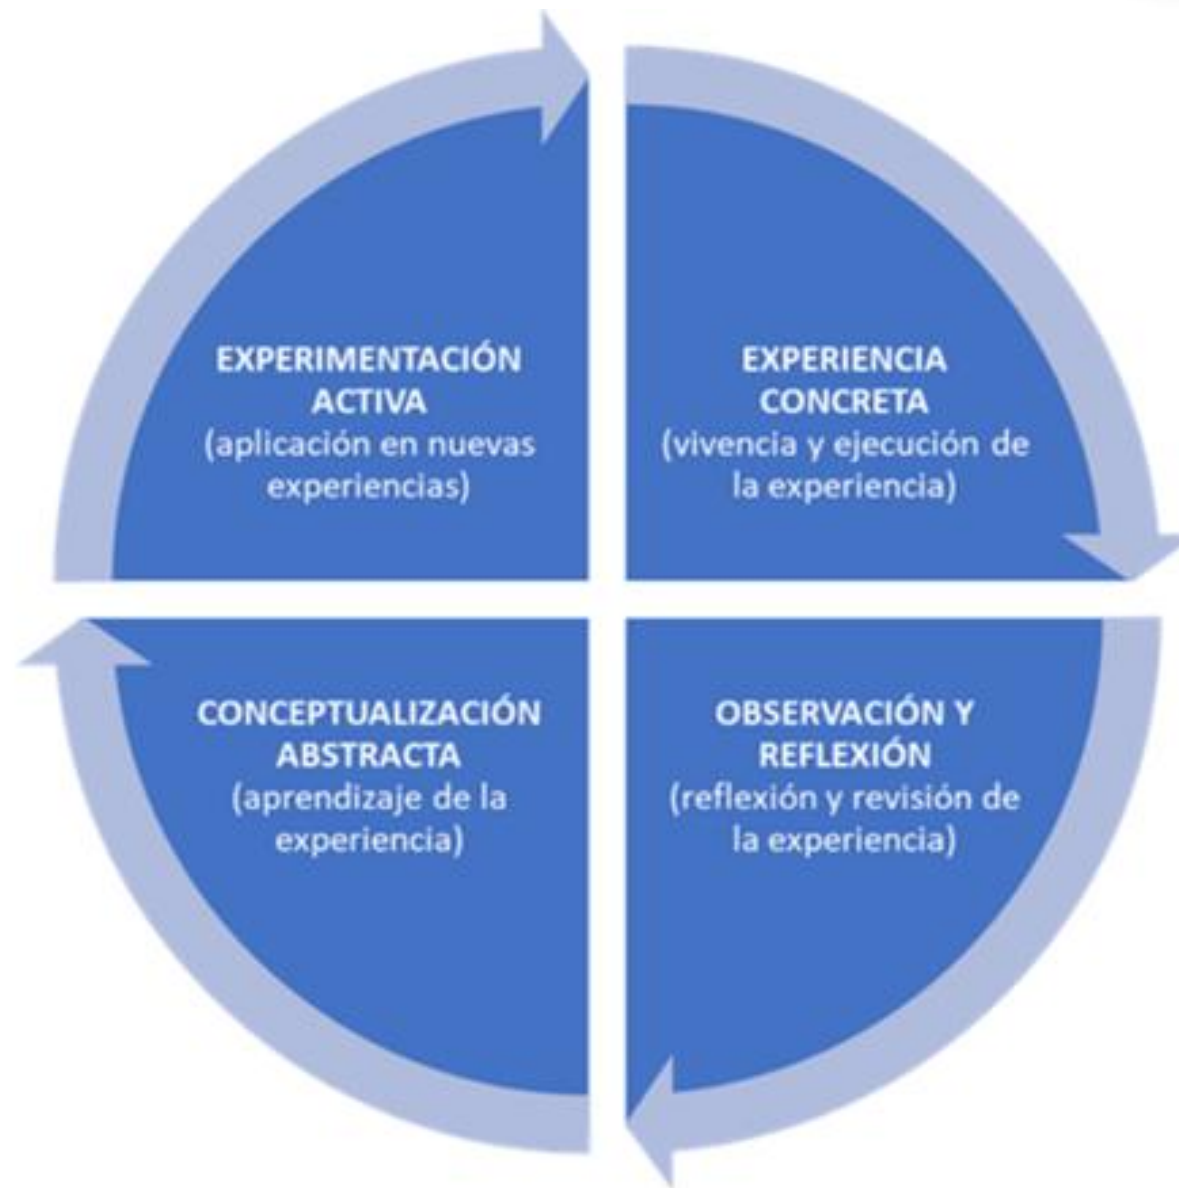 EXPERIMENTACIÓN
ACTIVA
(aplicación en nuevas
experiencias)
EXPERIENCIA
CONCRETA
(vivencia y ejecución de
la experiencia)
CONCEPTUALIZACIÓN
ABSTRACTA
(aprendizaje de la
experiencia)
OBSERVACIÓN Y
REFLEXIÓN
(reflexión y revisión de
la experiencia)